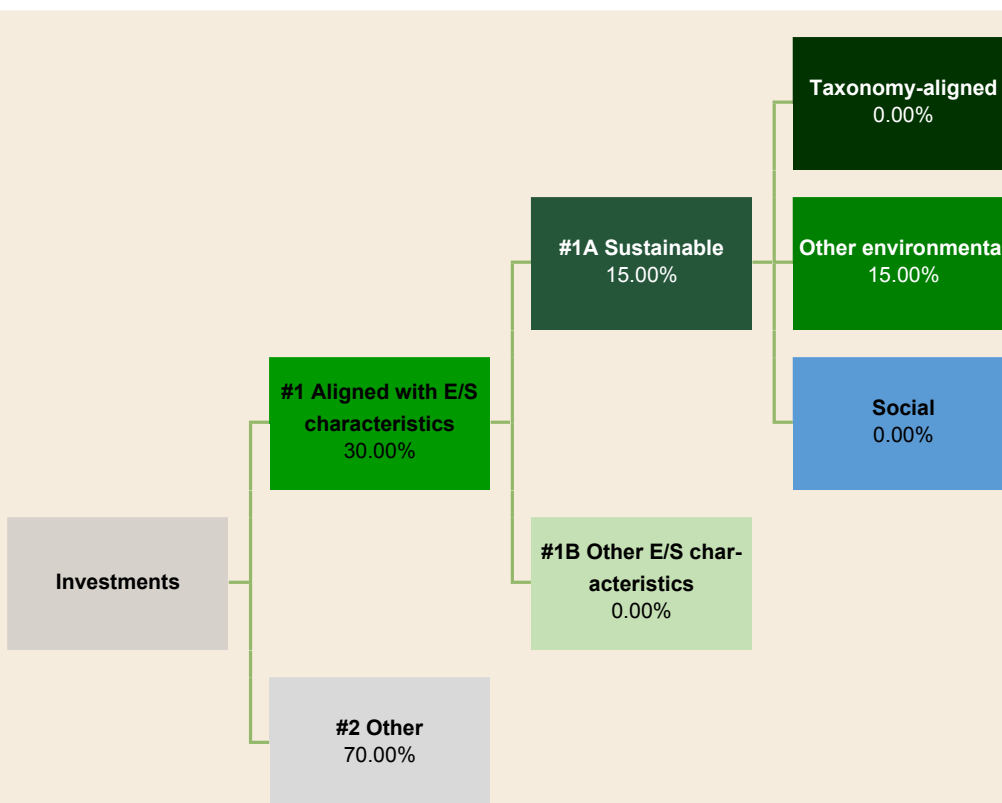 Taxonomy-aligned
0.00%
#1A Sustainable
15.00%
Other environmenta
15.00%
#1 Aligned with E/S
characteristics
30.00%
Social
0.00%
Investments
#1B Other E/S char-
acteristics
0.00%
#2 Other
70.00%